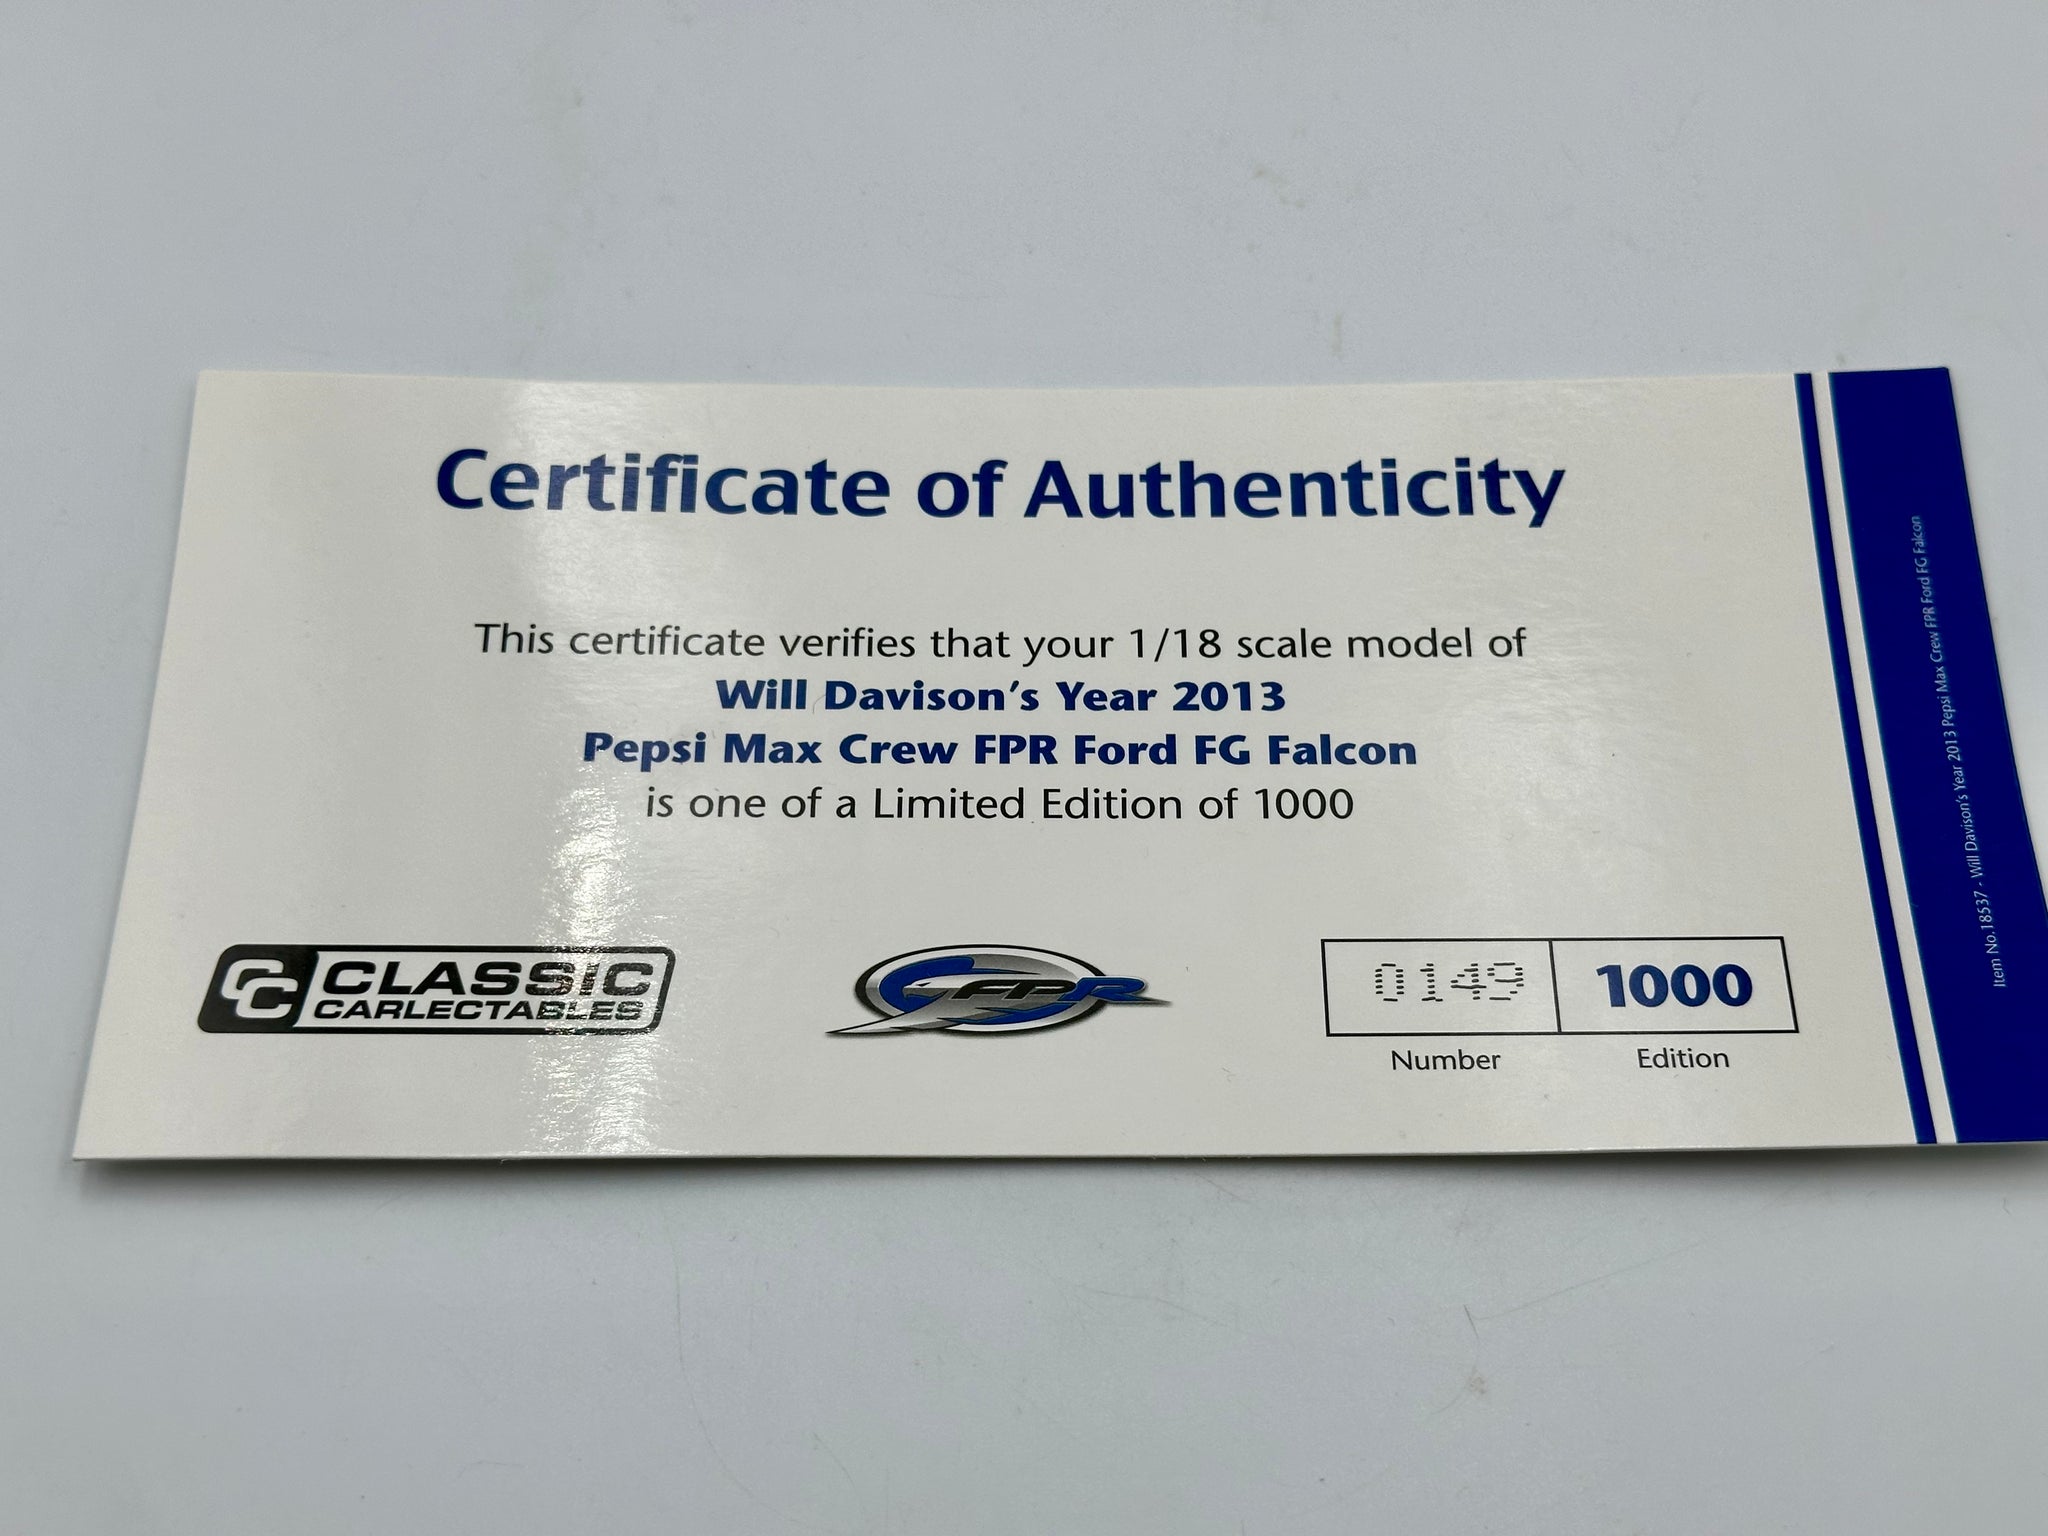 Certificate of Authenticity
This certificate verifies that your 1/18 scale model of
Will Davison's Year 2013
Pepsi Max Crew FPR Ford FG Falcon
is one of a Limited Edition of 1000
CC CLASSIC
CARLECTABLES
FPR
0149 1000
Number Edition
Item No.18537 - Will Davison's Year 2013 Pepsi Max Crew FPR Ford FG Falcon